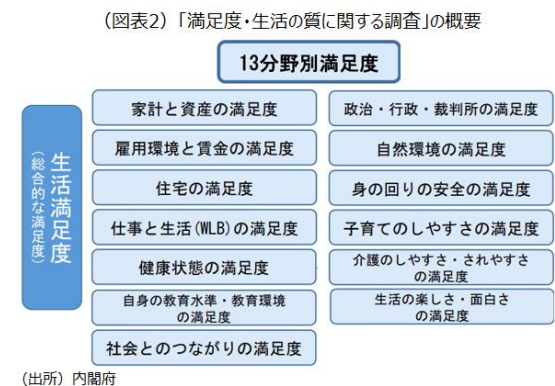 （図表2）「満足度・生活の質に関する調査」の概要
13分野別満足度
生活満足度
（総合的な満足度）
家計と資産の満足度
雇用環境と賃金の満足度
住宅の満足度
仕事と生活(WLB)の満足度
健康状態の満足度
自身の教育水準・教育環境
の満足度
社会とのつながりの満足度
政治・行政・裁判所の満足度
自然環境の満足度
身の回りの安全の満足度
子育てのしやすさの満足度
介護のしやすさ・されやすさ
の満足度
生活の楽しさ・面白さ
の満足度
（出所）内閣府